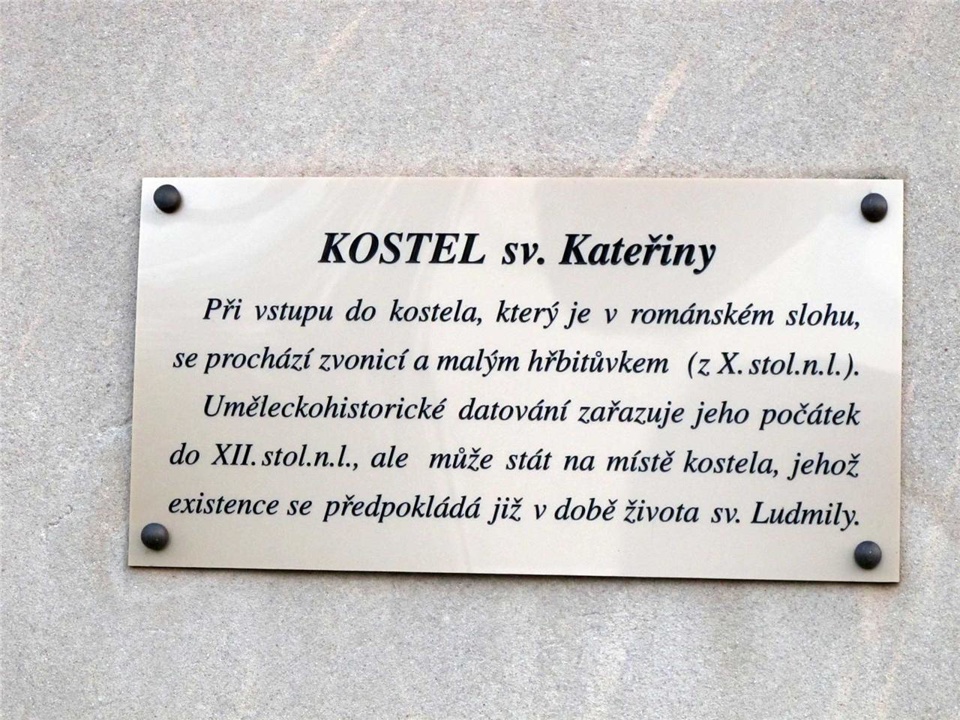 KOSTEL sv. Kateřiny
Při vstupu do kostela, který je v románském slohu,
se prochází zvonicí a malým hřbitůvkem (z X. stol.n.l.).
Uměleckohistorické datování zařazuje jeho počátek
do XII. stol.n.l., ale může stát na místě kostela, jehož
existence se předpokládá již v době života sv. Ludmily.